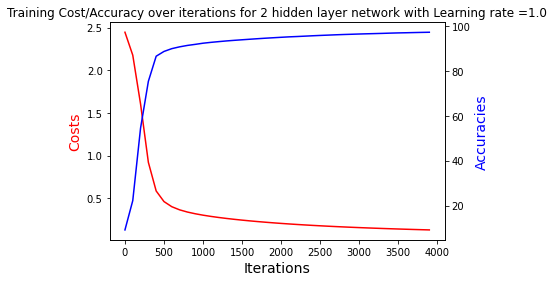 Training Cost/Accuracy over iterations for 2 hidden layer network with Learning rate =1.0
2.5
2.0
1.5
1.0
0.5
Costs
100
80
60
40
20
Accuracies
0 500 1000 1500 2000 2500 3000 3500 4000
Iterations